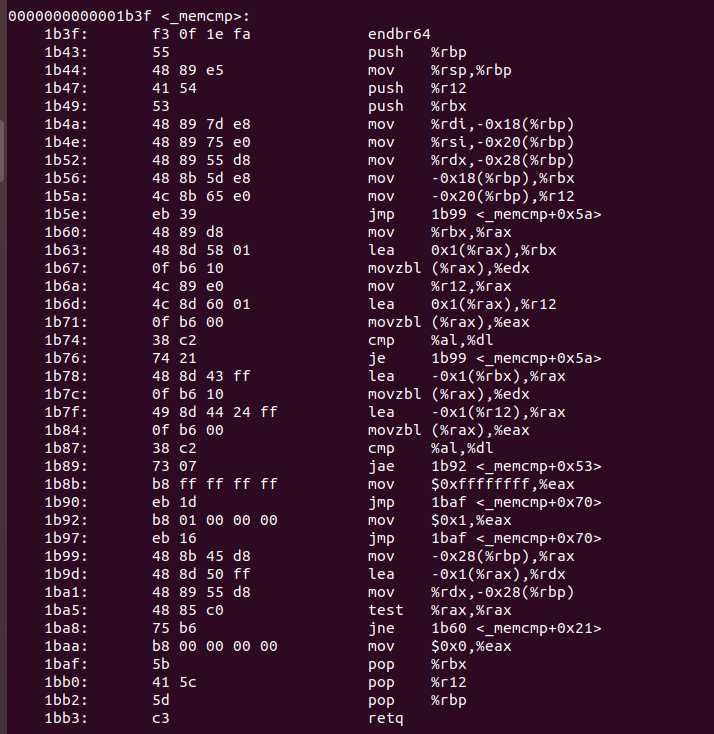 0000000000001b3f <_memcmp>:
    1b3f:	f3 0f 1e fa          	endbr64
    1b43:	55                   	push   %rbp
    1b44:	48 89 e5             	mov    %rsp,%rbp
    1b47:	41 54                	push   %r12
    1b49:	53                   	push   %rbx
    1b4a:	48 89 7d e8          	mov    %rdi,-0x18(%rbp)
    1b4e:	48 89 75 e0          	mov    %rsi,-0x20(%rbp)
    1b52:	48 89 55 d8          	mov    %rdx,-0x28(%rbp)
    1b56:	48 8b 5d e8          	mov    -0x18(%rbp),%rbx
    1b5a:	4c 8b 65 e0          	mov    -0x20(%rbp),%r12
    1b5e:	eb 39                	jmp    1b99 <_memcmp+0x5a>
    1b60:	48 89 d8             	mov    %rbx,%rax
    1b63:	48 8d 58 01          	lea    0x1(%rax),%rbx
    1b67:	0f b6 10             	movzbl (%rax),%edx
    1b6a:	4c 89 e0             	mov    %r12,%rax
    1b6d:	4c 8d 60 01          	lea    0x1(%rax),%r12
    1b71:	0f b6 00             	movzbl (%rax),%eax
    1b74:	38 c2                	cmp    %al,%dl
    1b76:	74 21                	je     1b99 <_memcmp+0x5a>
    1b78:	48 8d 43 ff          	lea    -0x1(%rbx),%rax
    1b7c:	0f b6 10             	movzbl (%rax),%edx
    1b7f:	49 8d 44 24 ff       	lea    -0x1(%r12),%rax
    1b84:	0f b6 00             	movzbl (%rax),%eax
    1b87:	38 c2                	cmp    %al,%dl
    1b89:	73 07                	jae    1b92 <_memcmp+0x53>
    1b8b:	b8 ff ff ff ff       	mov    $0xffffffff,%eax
    1b90:	eb 1d                	jmp    1baf <_memcmp+0x70>
    1b92:	b8 01 00 00 00       	mov    $0x1,%eax
    1b97:	eb 16                	jmp    1baf <_memcmp+0x70>
    1b99:	48 8b 45 d8          	mov    -0x28(%rbp),%rax
    1b9d:	48 8d 50 ff          	lea    -0x1(%rax),%rdx
    1ba1:	48 89 55 d8          	mov    %rdx,-0x28(%rbp)
    1ba5:	48 85 c0             	test   %rax,%rax
    1ba8:	75 b6                	jne    1b60 <_memcmp+0x21>
    1baa:	b8 00 00 00 00       	mov    $0x0,%eax
    1baf:	5b                   	pop    %rbx
    1bb0:	41 5c                	pop    %r12
    1bb2:	5d                   	pop    %rbp
    1bb3:	c3                   	retq